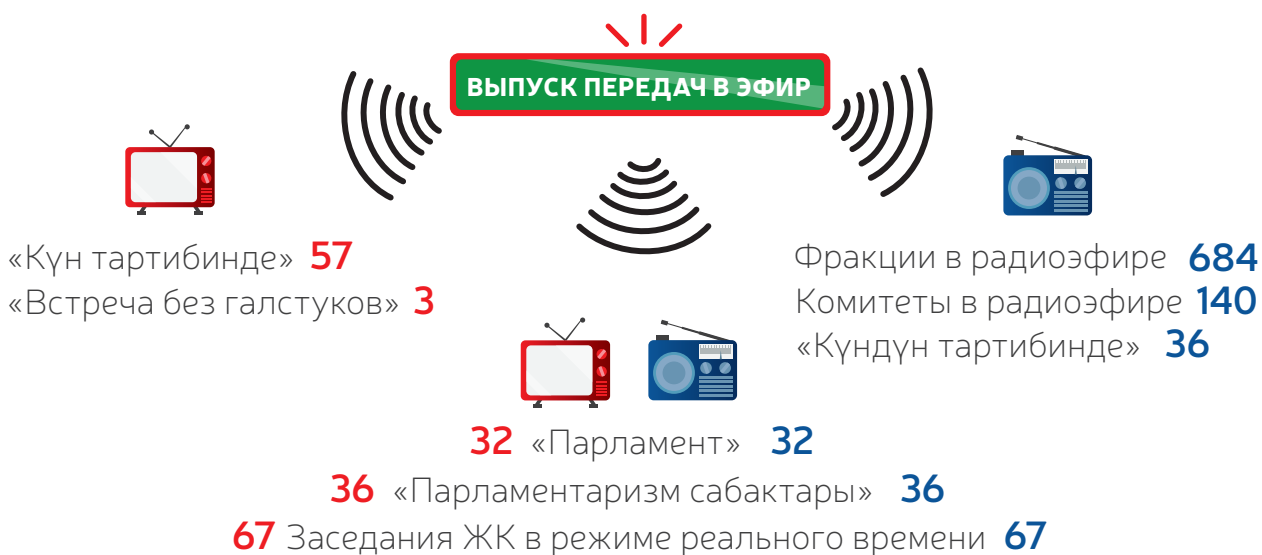 ВЫПУСК ПЕРЕДАЧ В ЭФИР
«Күн тартибинде» 57
«Встреча без галстуков» 3
Фракции в радиоэфире 684
Комитеты в радиоэфире 140
«Күндүн тартибинде» 36
32 «Парламент» 32
36 «Парламентаризм сабактары» 36
67 Заседания ЖК в режиме реального времени 67